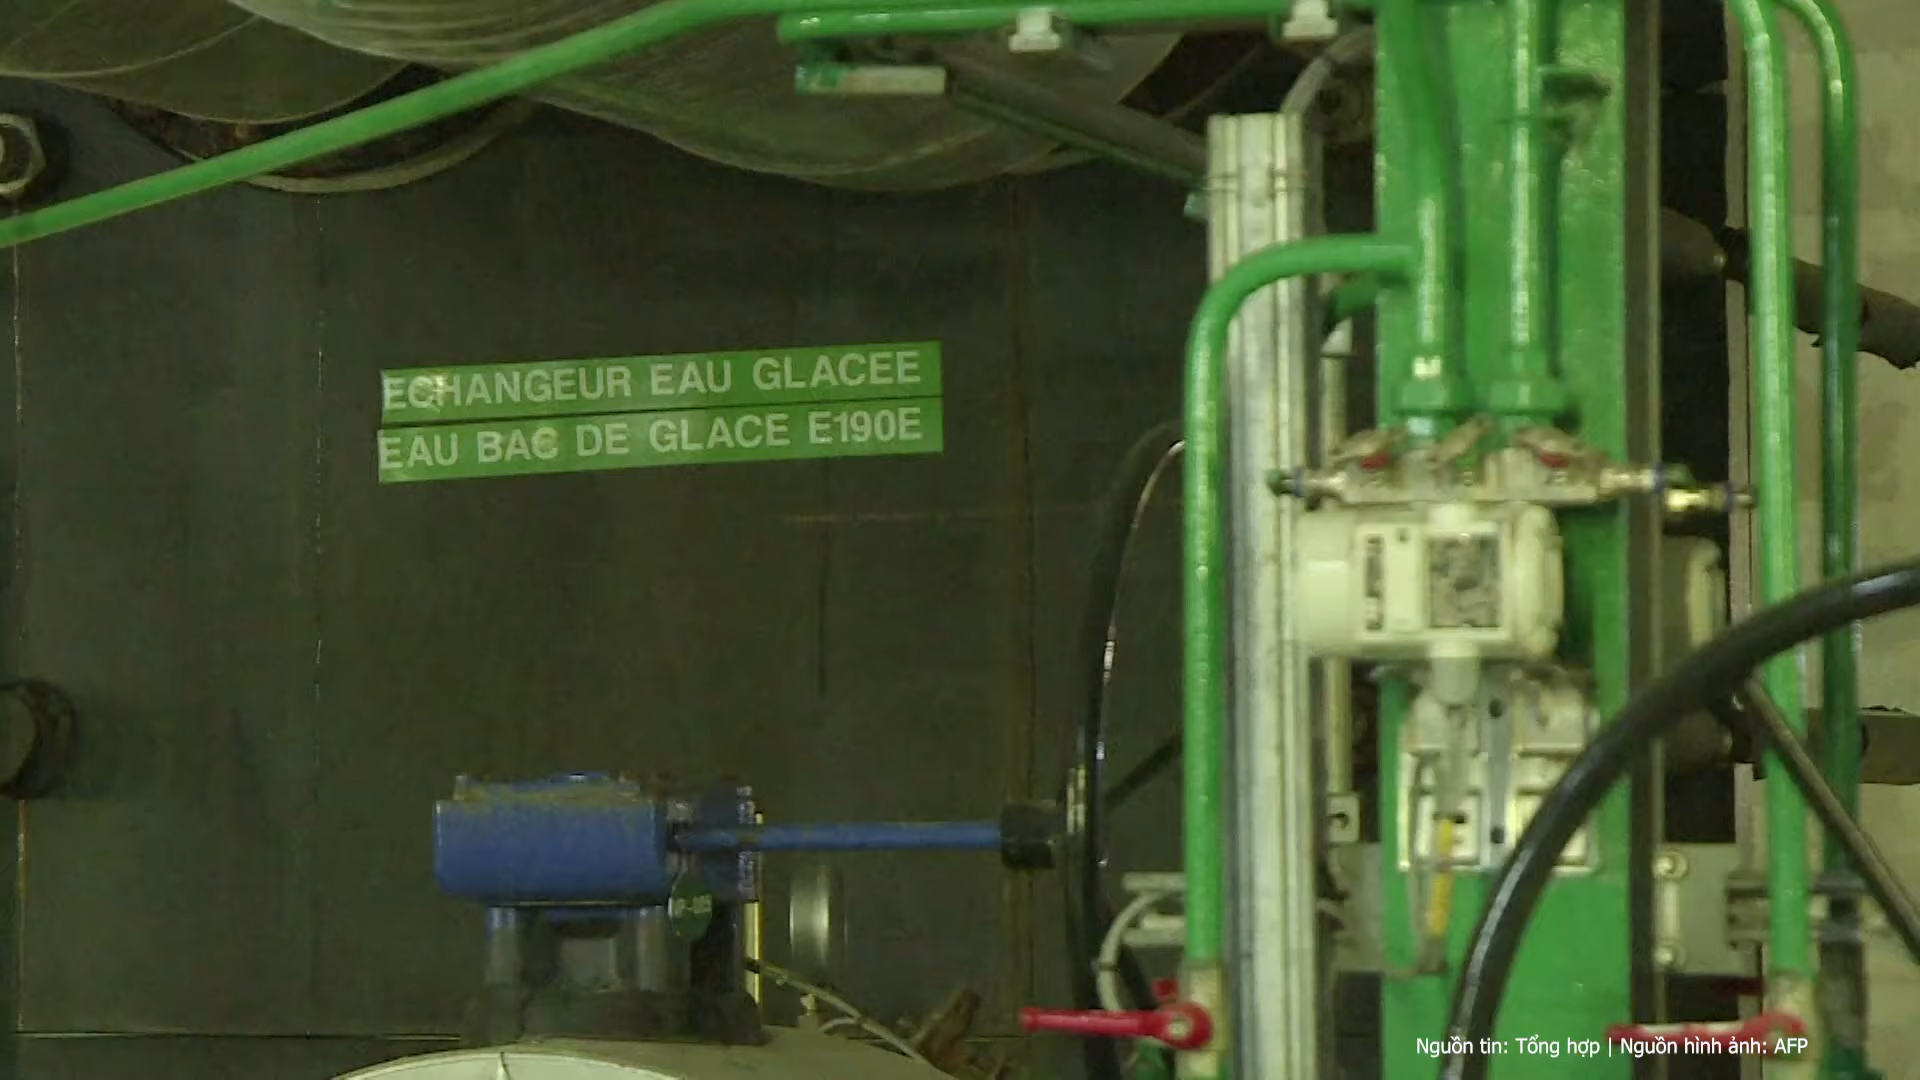 ECHANGEUR EAU GLACEE
EAU BAC DE GLACE E190E
Nguồn tin: Tổng hợp | Nguồn hình ảnh: AFP